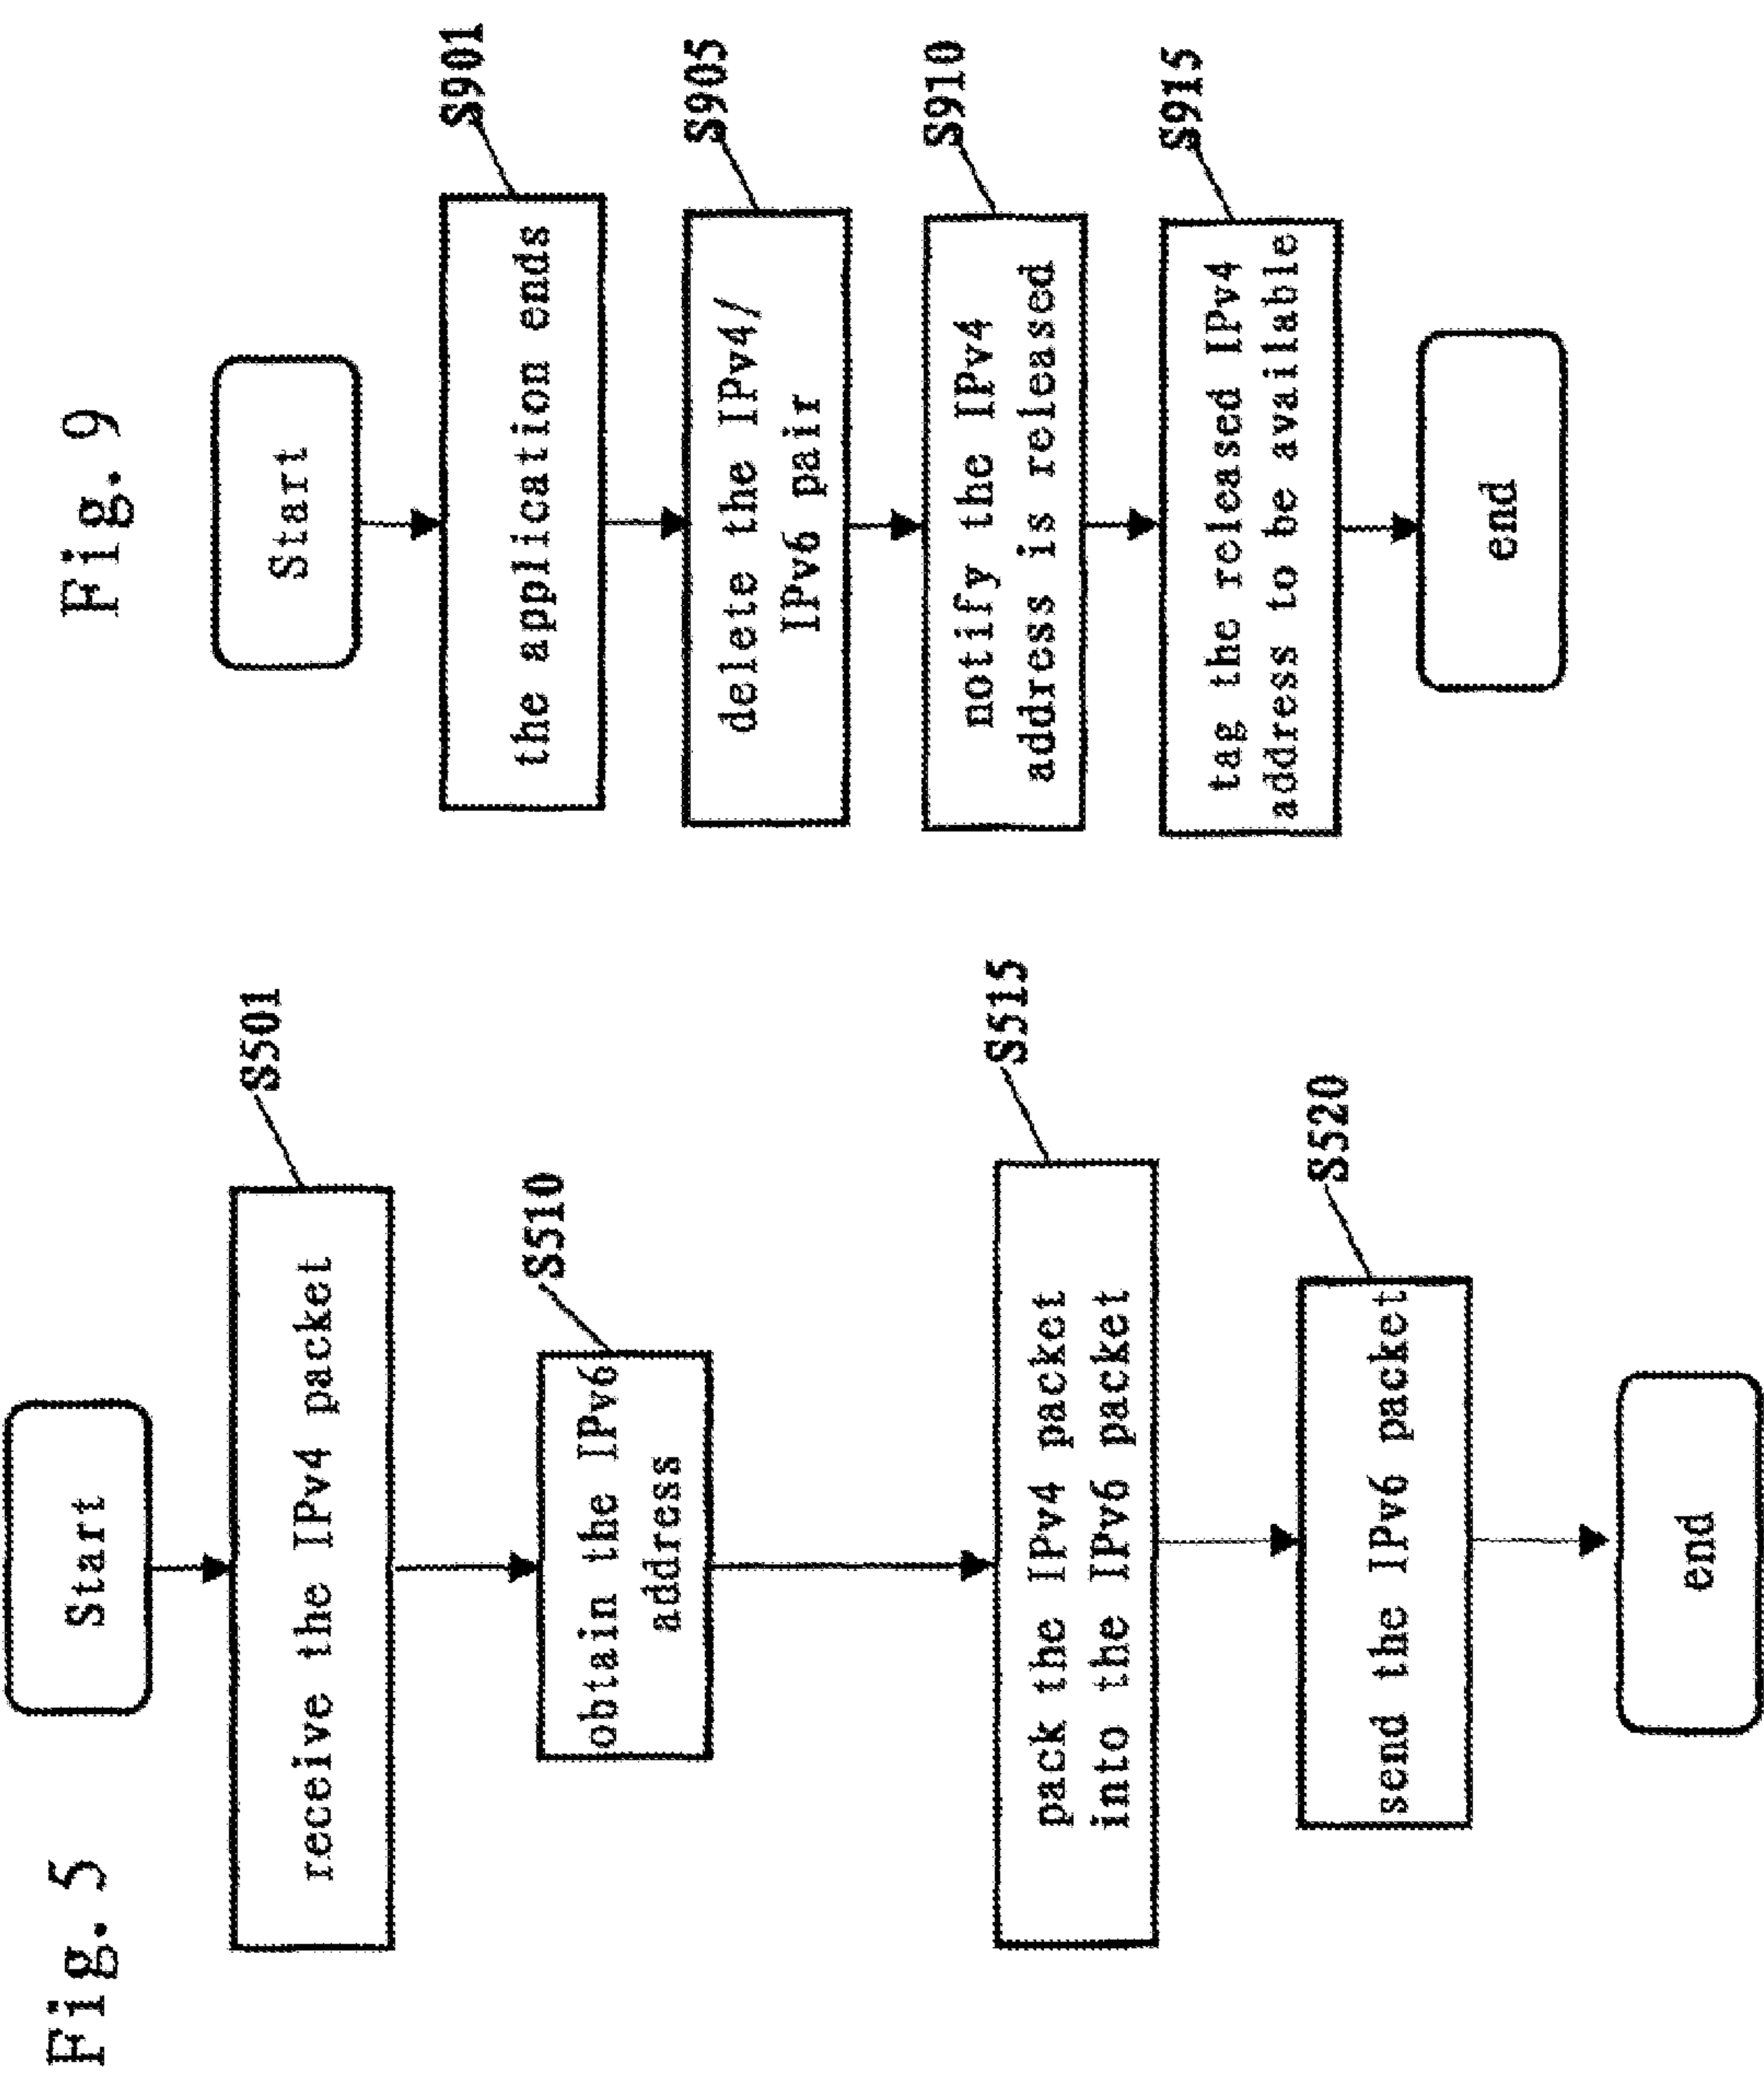 Fig. 5
Start
S501
receive the IPv4 packet
S510
obtain the IPv6
address
S515
pack the IPv4 packet
into the IPv6 packet
S520
send the IPv6 packet
end
Fig. 9
Start
S901
the application ends
S905
delete the IPv4/
IPv6 pair
S910
notify the IPv4
address is released
S915
tag the released IPv4
address to be available
end